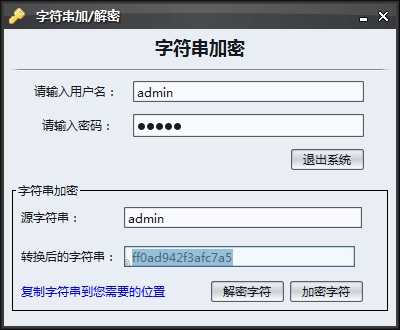 字符串加/解密
字符串加密
请输入用户名： admin
请输入密码： ●●●●●
退出系统
字符串加密
源字符串： admin
转换后的字符串： ff0ad942f3afc7a5
复制字符串到您需要的位置 解密字符 加密字符